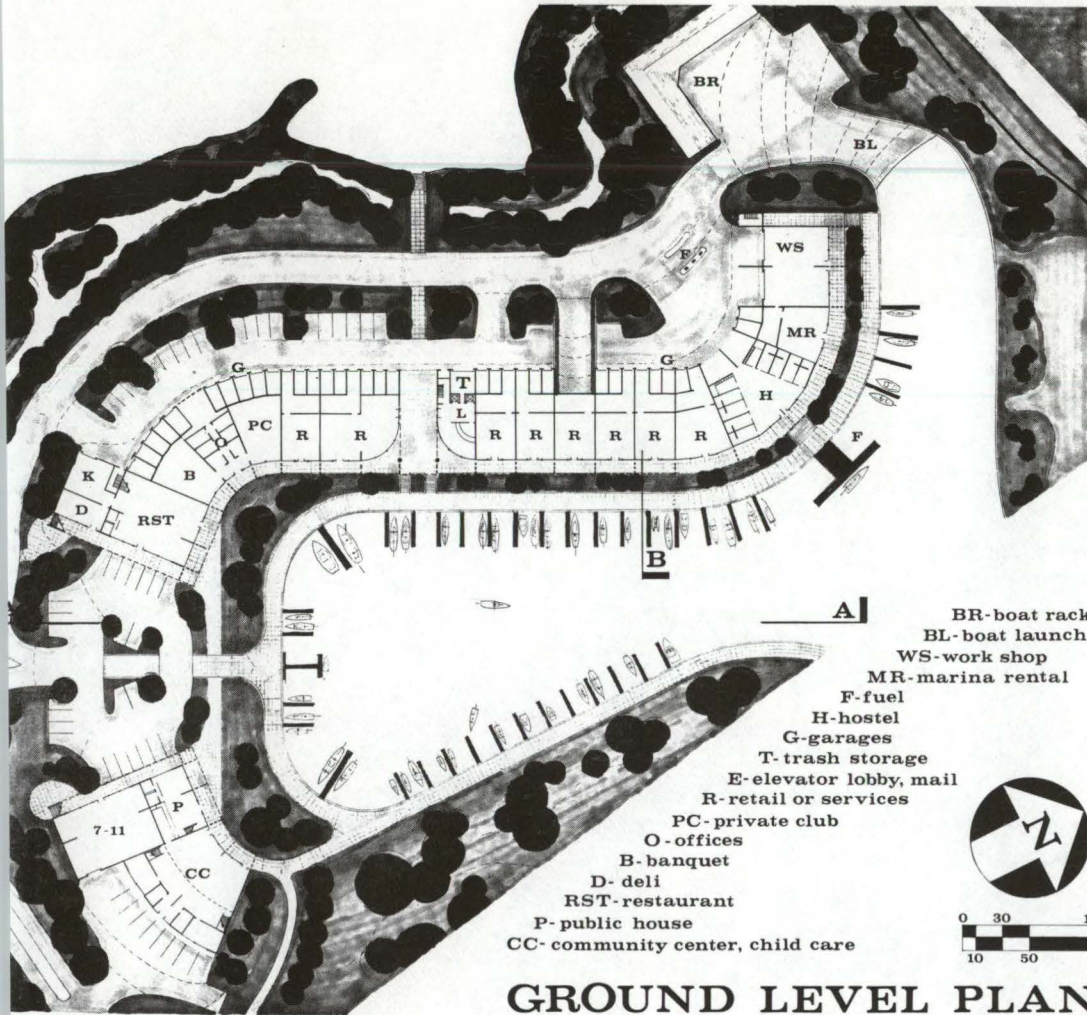 BR
BL
WS
F
MR
G
H
T
L
G
PC
R
R
R
R
R
R
R
R
O
B
K
D
RST
F
B
A
P
7-11
CC
BR-boat rack
BL-boat launch
WS-work shop
MR-marina rental
F-fuel
H-hostel
G-garages
T-trash storage
E-elevator lobby, mail
R-retail or services
PC-private club
O-offices
B-banquet
D-deli
RST-restaurant
P-public house
CC-community center, child care
N
0 30
10 50
GROUND LEVEL PLAN